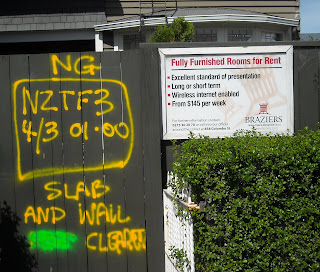 NG
NZTF3
4/3 01·00
SLAB
AND WALL
CLEARED
Fully Furnished Rooms for Rent
• Excellent standard of presentation
• Long or short term
• Wireless internet enabled
• From $145 per week
BRAZIERS